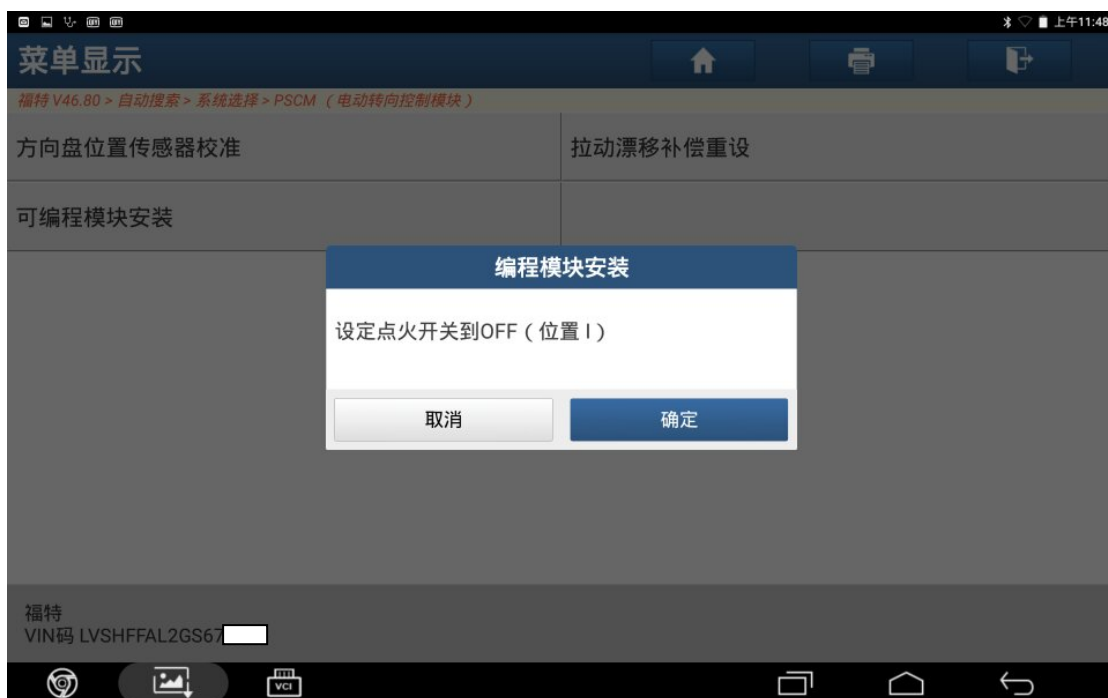 上午11:48
菜单显示
福特 V46.80 > 自动搜索 > 系统选择 > PSCM （电动转向控制模块）
方向盘位置传感器校准
拉动漂移补偿重设
可编程模块安装
编程模块安装
设定点火开关到OFF（位置 I）
取消
确定
福特
VIN码 LVSHFFAL2GS67
VCI